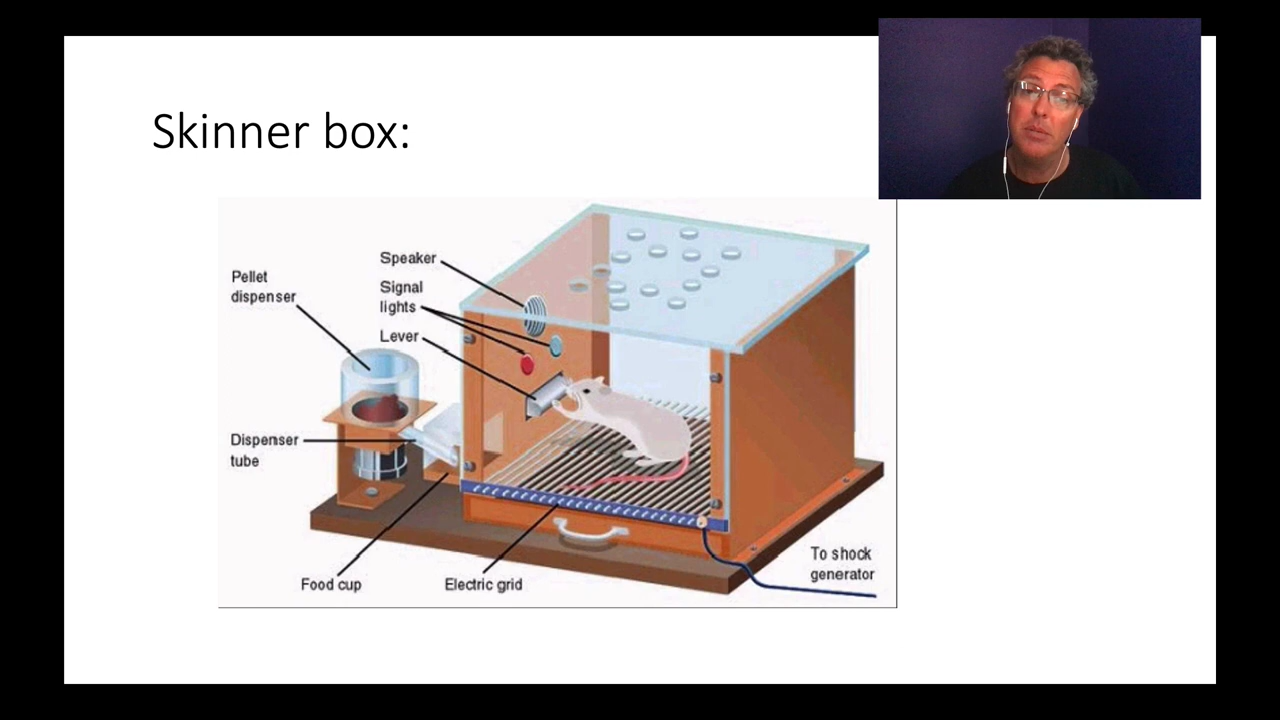 Skinner box:
Speaker
Pellet
dispenser
Signal
lights
Lever
Dispenser
tube
To shock
generator
Food cup
Electric grid